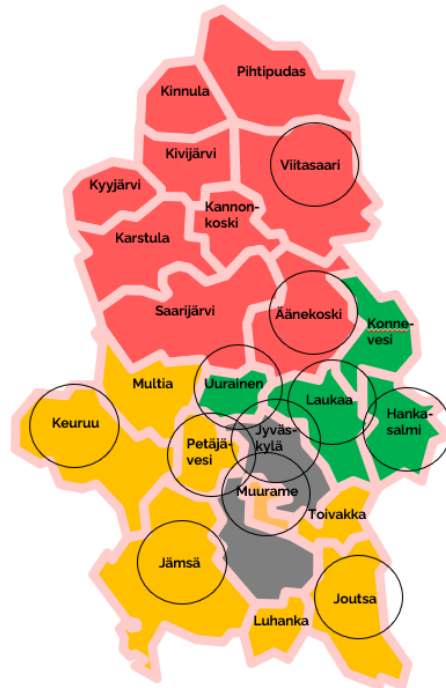 Pihtipudas
Kinnula
Kivijärvi
Viitasaari
Kyyjärvi
Kannon-
koski
Karstula
Saarijärvi
Äänekoski
Konne-
vesi
Multia
Uurainen
Laukaa
Hanka-
salmi
Keuruu
Petäjä-
vesi
Jyväs-
kylä
Muurame
Toivakka
Jämsä
Joutsa
Luhanka